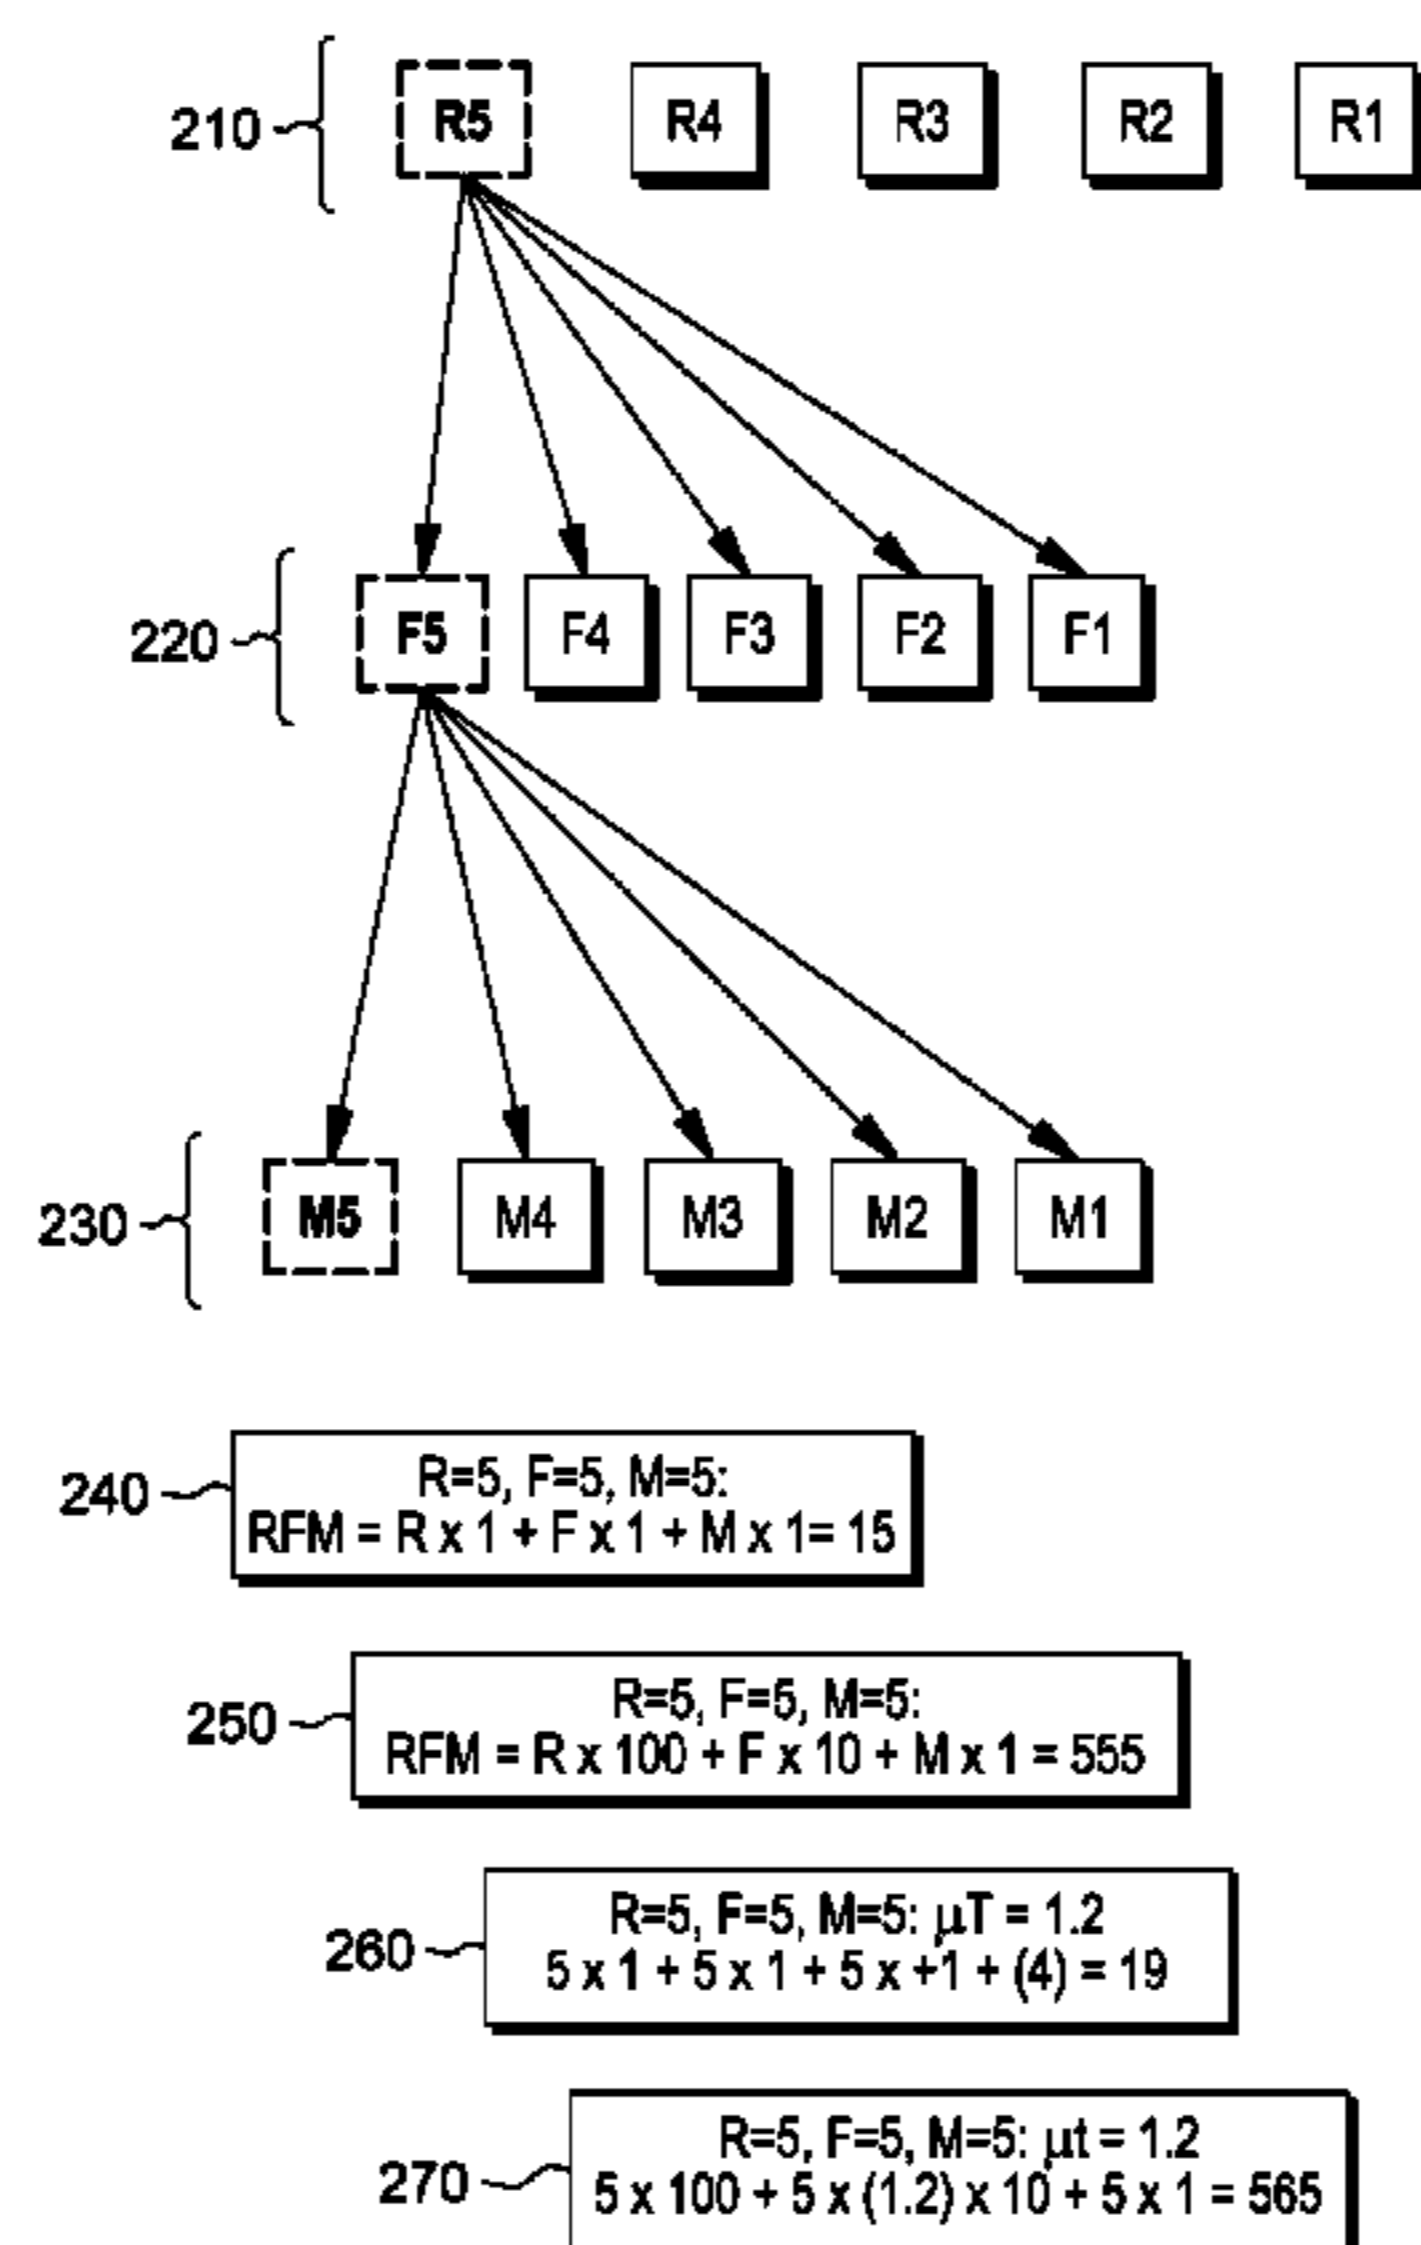 210 R5 R4 R3 R2 R1
220 F5 F4 F3 F2 F1
230 M5 M4 M3 M2 M1
240
R=5, F=5, M=5:
RFM = R x 1 + F x 1 + M x 1= 15
250
R=5, F=5, M=5:
RFM = R x 100 + F x 10 + M x 1 = 555
260
R=5, F=5, M=5: µT = 1.2
5 x 1 + 5 x 1 + 5 x +1 + (4) = 19
270
R=5, F=5, M=5: µt = 1.2
5 x 100 + 5 x (1.2) x 10 + 5 x 1 = 565